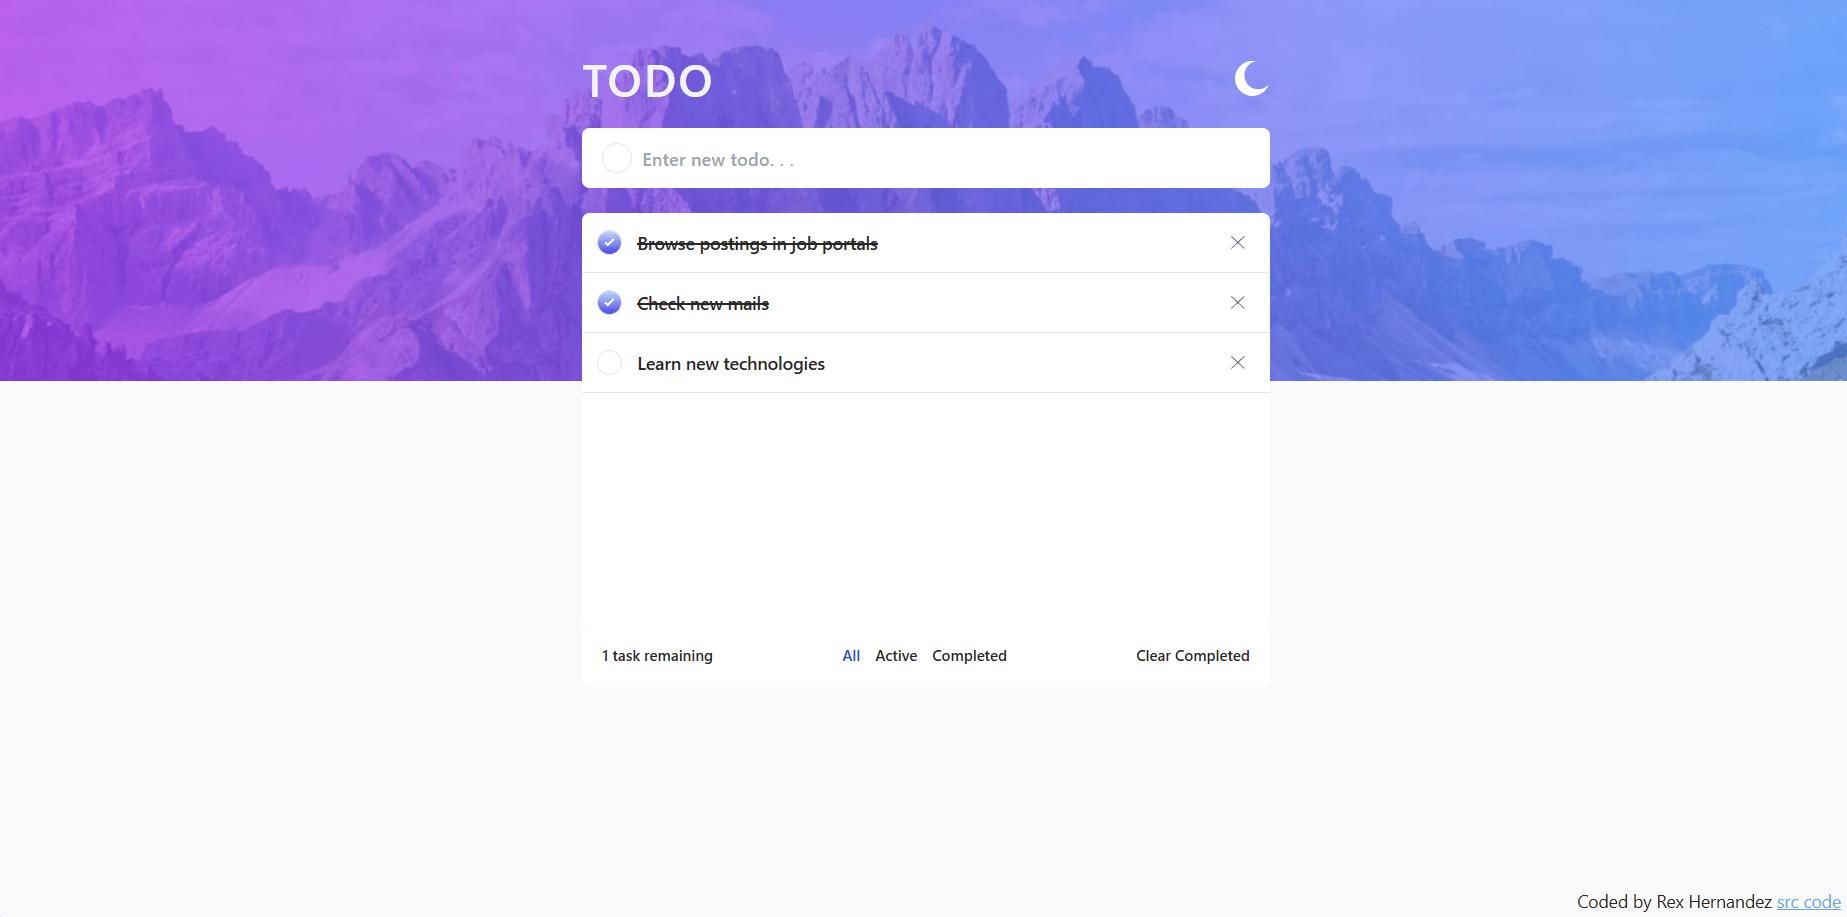 TODO
Enter new todo. . .
Browse postings in job portals
Check new mails
Learn new technologies
1 task remaining All Active Completed Clear Completed
Coded by Rex Hernandez src code